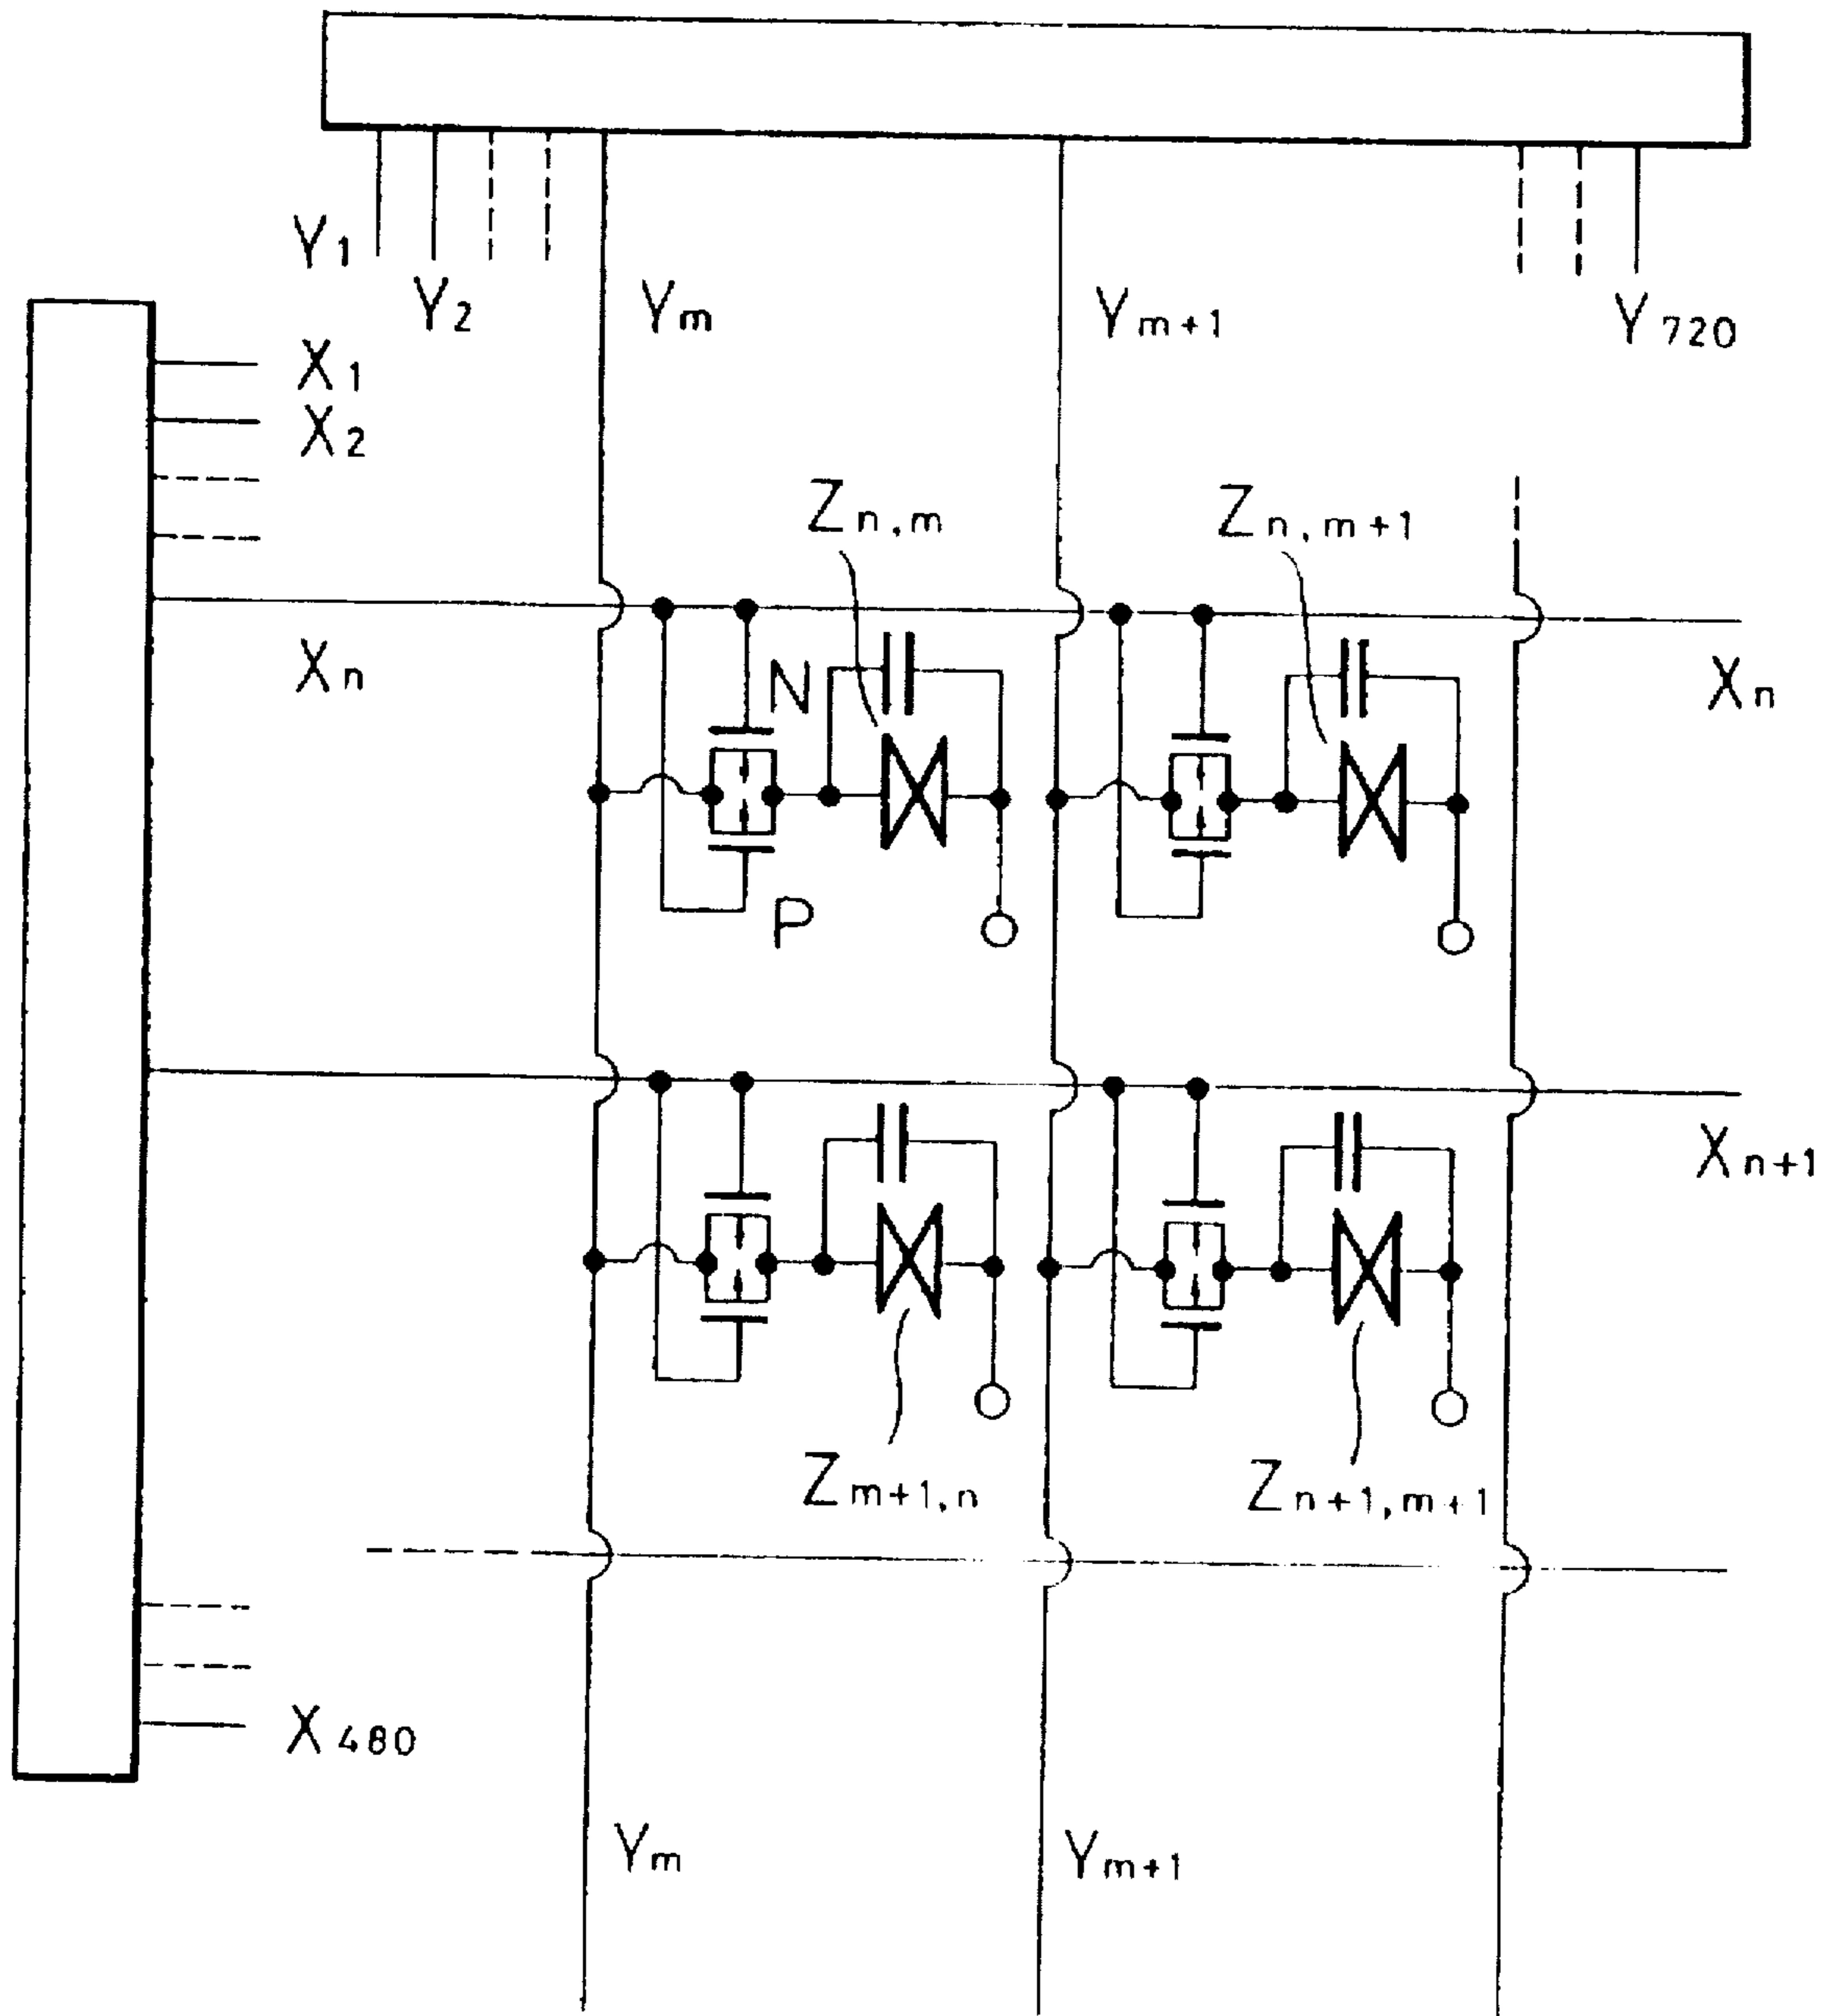 Y1
Y2
Ym
Ym+1
Y720
X1
X2
Zn,m
Zn,m+1
Xn
N
Xn
P
Xn+1
Zm+1,n
Zn+1,m+1
X480
Ym
Ym+1